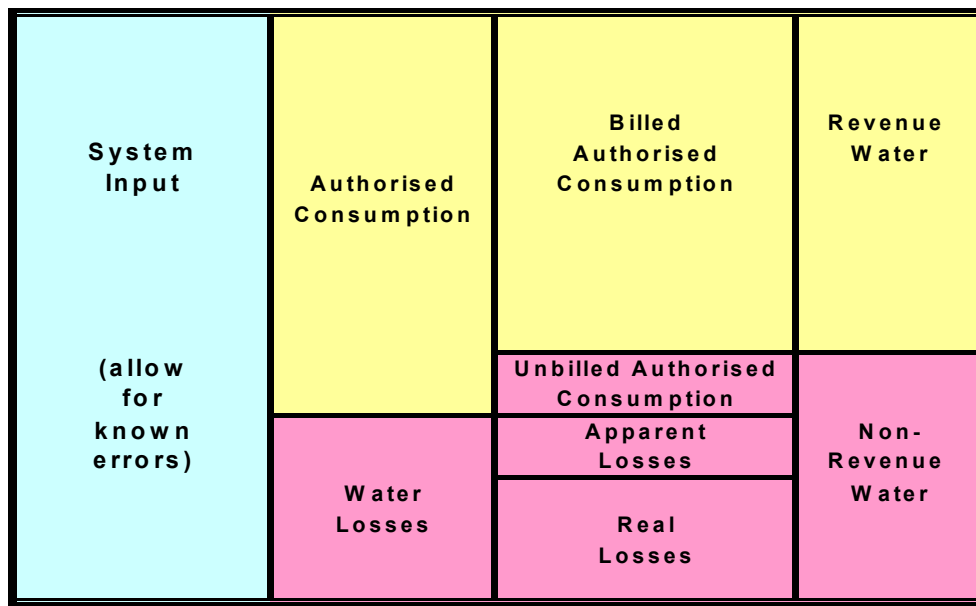 System
Input
(allow
for
known
errors)
Authorised
Consumption
Water
Losses
Billed
Authorised
Consumption
Unbilled Authorised
Consumption
Apparent
Losses
Real
Losses
Revenue
Water
Non-
Revenue
Water